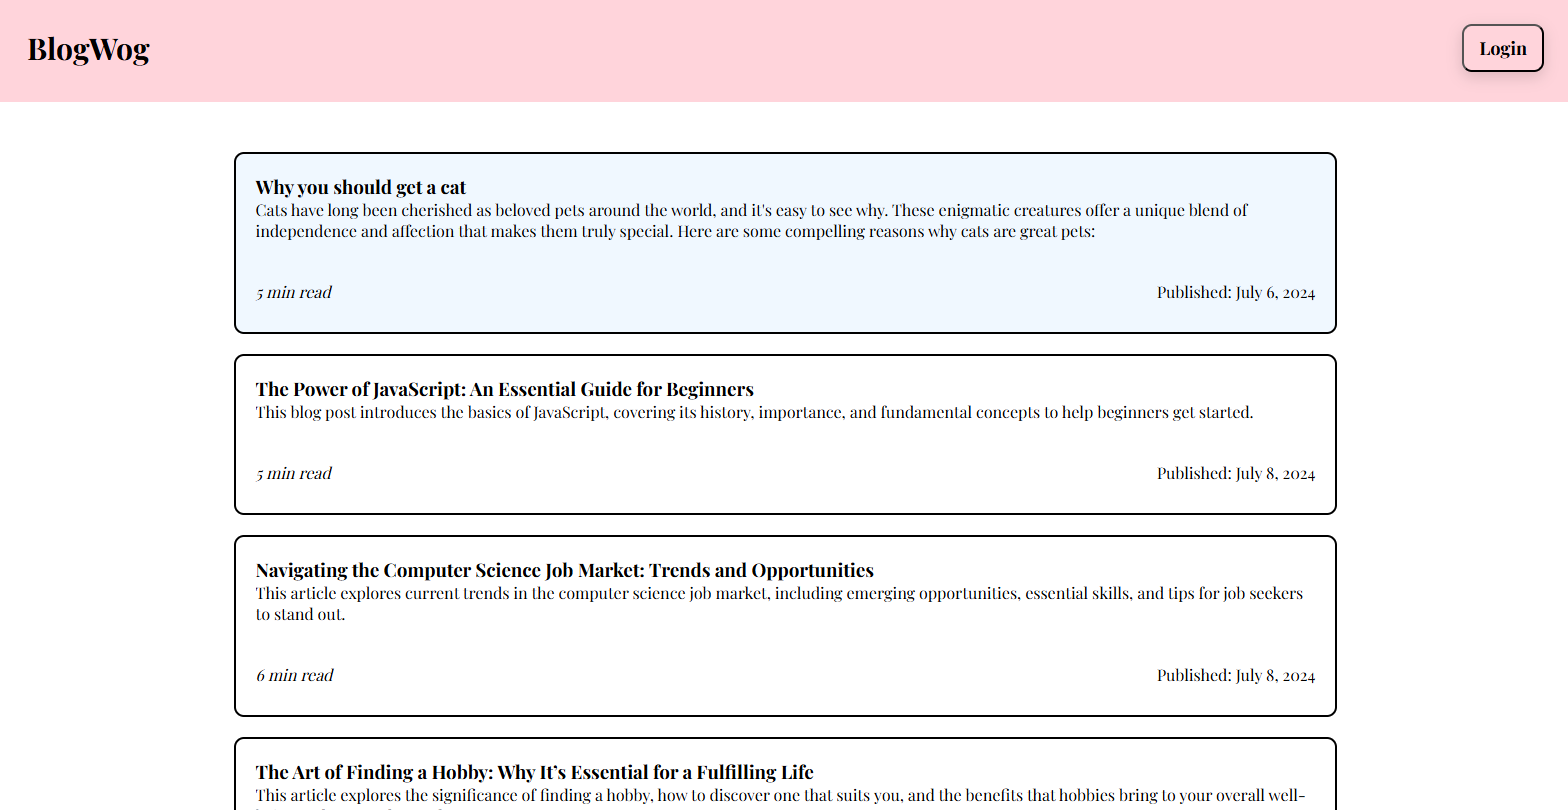 BlogWog
Login
Why you should get a cat
Cats have long been cherished as beloved pets around the world, and it's easy to see why. These enigmatic creatures offer a unique blend of
independence and affection that makes them truly special. Here are some compelling reasons why cats are great pets:
5 min read
Published: July 6, 2024
The Power of JavaScript: An Essential Guide for Beginners
This blog post introduces the basics of JavaScript, covering its history, importance, and fundamental concepts to help beginners get started.
5 min read
Published: July 8, 2024
Navigating the Computer Science Job Market: Trends and Opportunities
This article explores current trends in the computer science job market, including emerging opportunities, essential skills, and tips for job seekers
to stand out.
6 min read
Published: July 8, 2024
The Art of Finding a Hobby: Why It’s Essential for a Fulfilling Life
This article explores the significance of finding a hobby, how to discover one that suits you, and the benefits that hobbies bring to your overall well-